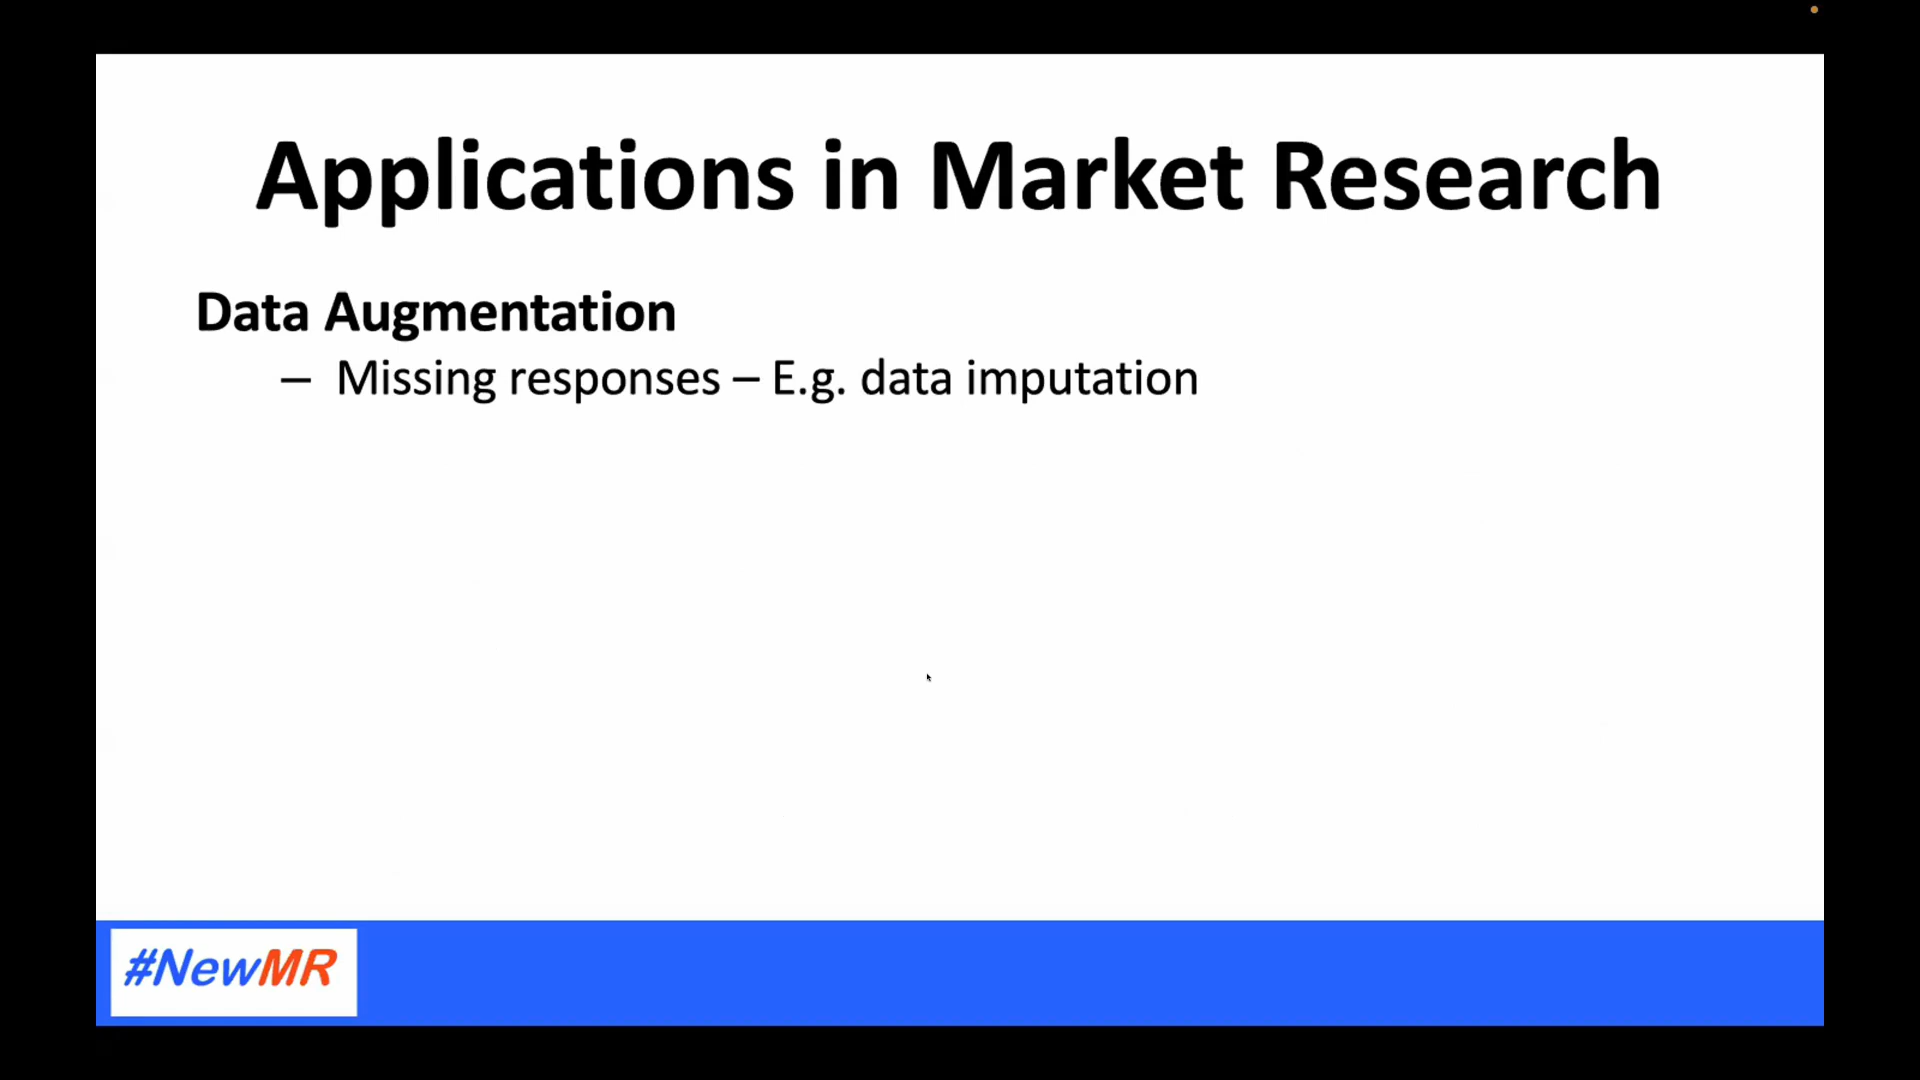 Applications in Market Research
Data Augmentation
– Missing responses – E.g. data imputation
#NewMR